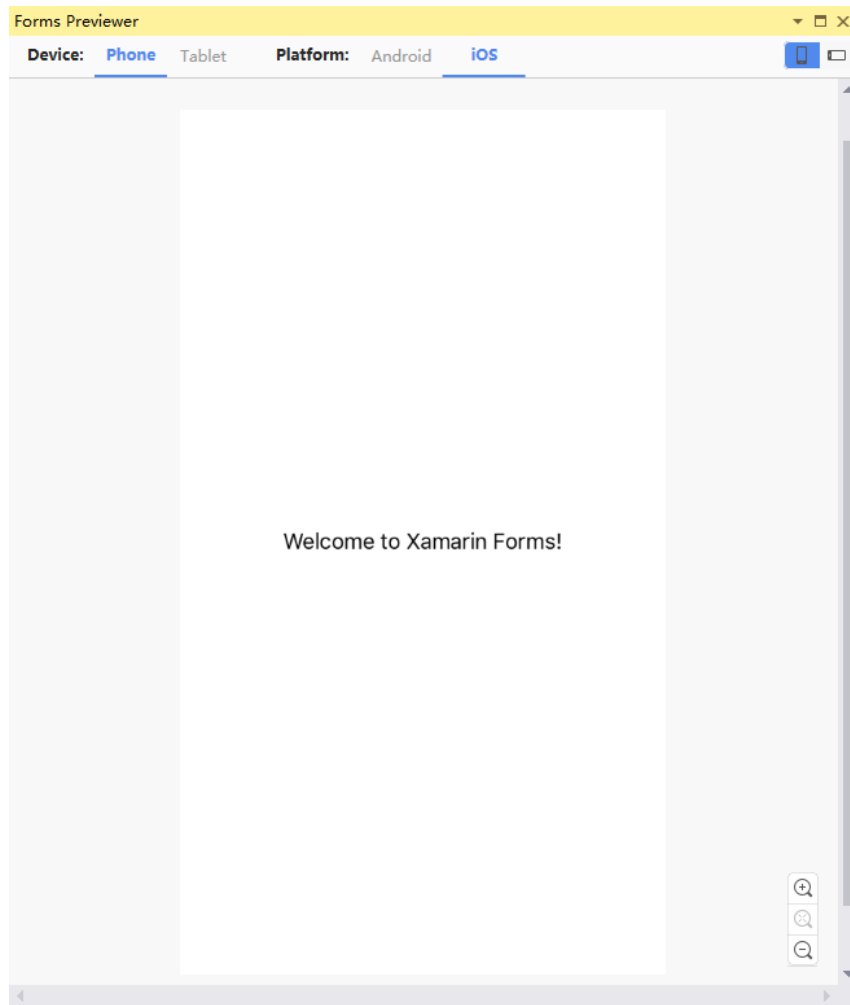 Forms Previewer
Device: Phone Tablet Platform: Android iOS
Welcome to Xamarin Forms!